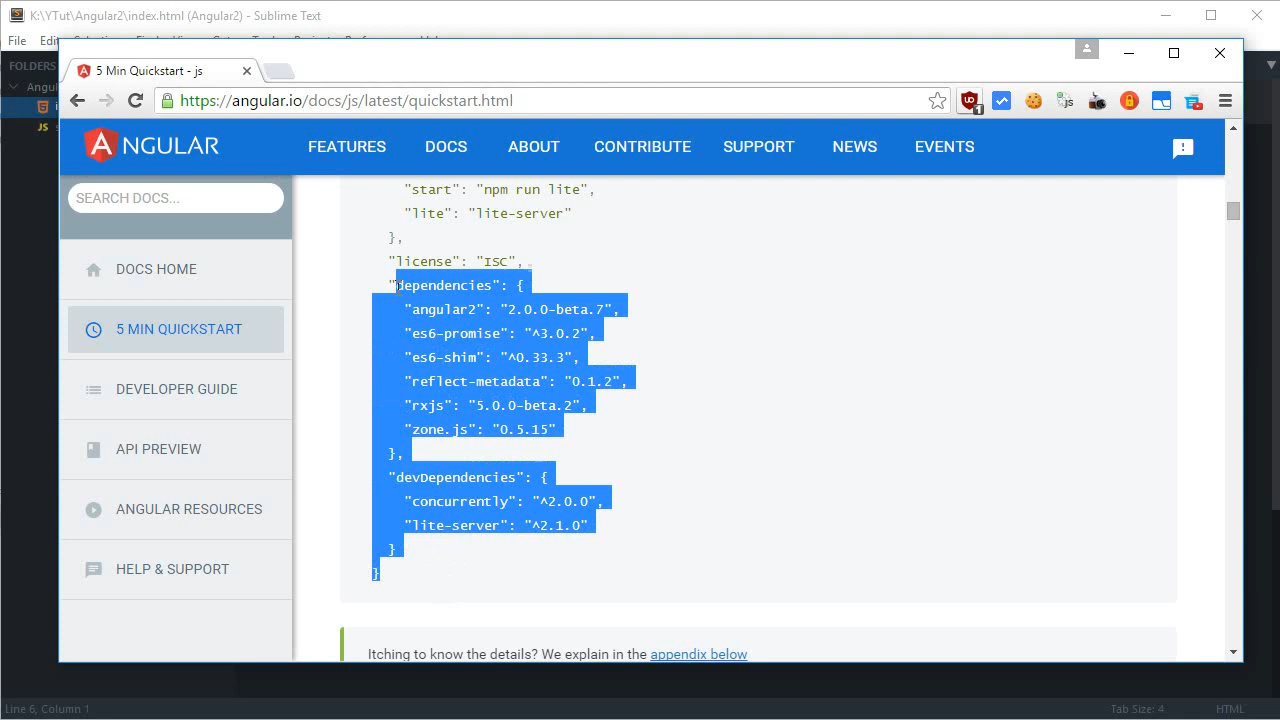 K:\YTut\Angular2\index.html (Angular2) - Sublime Text
File
FOLDERS
5 Min Quickstart - js
https://angular.io/docs/js/latest/quickstart.html
1
ANGULAR
FEATURES DOCS ABOUT CONTRIBUTE SUPPORT NEWS EVENTS
SEARCH DOCS...
DOCS HOME
5 MIN QUICKSTART
DEVELOPER GUIDE
API PREVIEW
ANGULAR RESOURCES
HELP & SUPPORT
"start": "npm run lite",
"lite": "lite-server"
},
"license": "ISC",
"dependencies": {
"angular2": "2.0.0-beta.7",
"es6-promise": "^3.0.2",
"es6-shim": "^0.33.3",
"reflect-metadata": "0.1.2",
"rxjs": "5.0.0-beta.2",
"zone.js": "0.5.15"
},
"devDependencies": {
"concurrently": "^2.0.0",
"lite-server": "^2.1.0"
}
}
Itching to know the details? We explain in the appendix below
Line 6, Column 1
Tab Size: 4
HTML